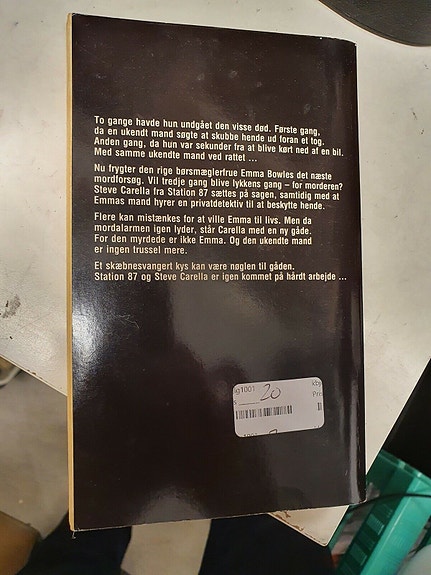 To gange havde hun undgået den visse død. Første gang,
da en ukendt mand søgte at skubbe hende ud foran et tog.
Anden gang, da hun var sekunder fra at blive kørt ned af en bil.
Med samme ukendte mand ved rattet ...
Nu frygter den rige børsmæglerfrue Emma Bowles det næste
mordforsøg. Vil tredje gang blive lykkens gang – for morderen?
Steve Carella fra Station 87 sættes på sagen, samtidig med at
Emmas mand hyrer en privatdetektiv til at beskytte hende.
Flere kan mistænkes for at ville Emma til livs. Men da
mordalarmen igen lyder, står Carella med en ny gåde.
For den myrdede er ikke Emma. Og den ukendte mand
er ingen trussel mere.
Et skæbnesvangert kys kan være nøglen til gåden.
Station 87 og Steve Carella er igen kommet på hårdt arbejde ...
ig1001 20 kby
s Pris